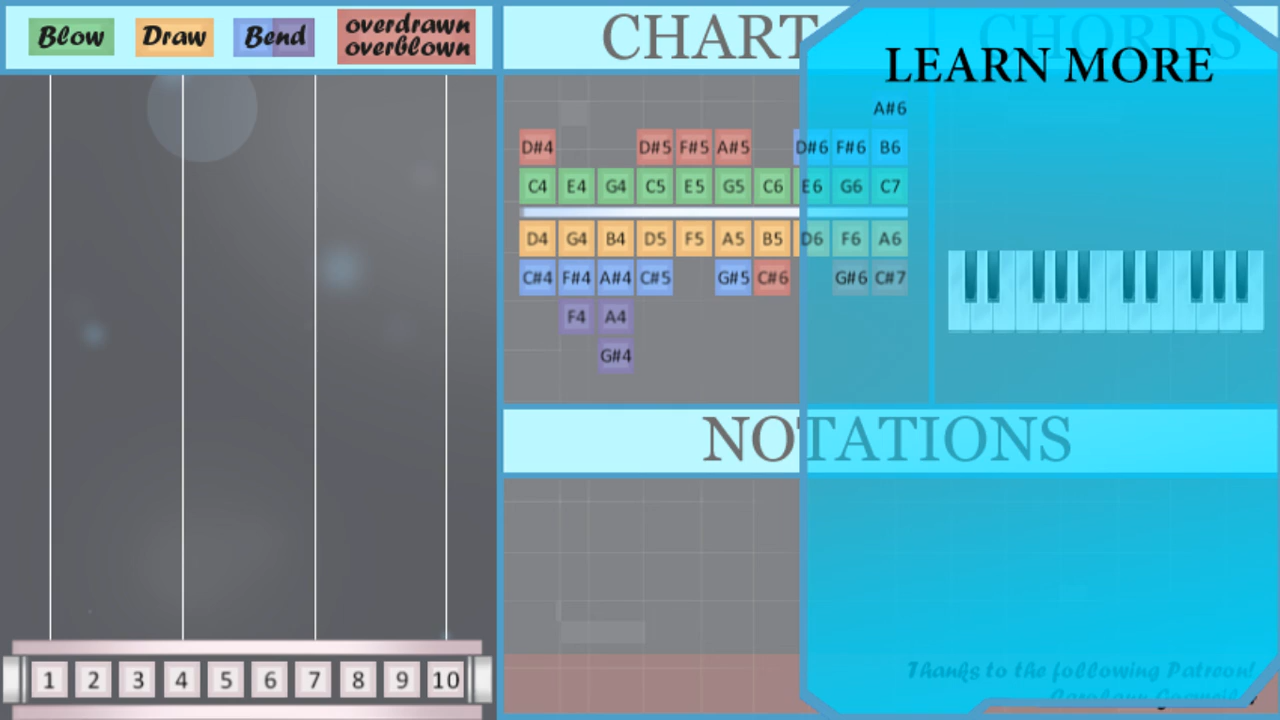 Blow Draw Bend overdrawn
overblown
CHART CHORDS
LEARN MORE
A#6
D#4 D#5 F#5 A#5 D#6 F#6 B6
C4 E4 G4 C5 E5 G5 C6 E6 G6 C7
D4 G4 B4 D5 F5 A5 B5 D6 F6 A6
C#4 F#4 A#4 C#5 G#5 C#6 G#6 C#7
F4 A4
G#4
NOTATIONS
1 2 3 4 5 6 7 8 9 10
Thanks to the following Patreon!